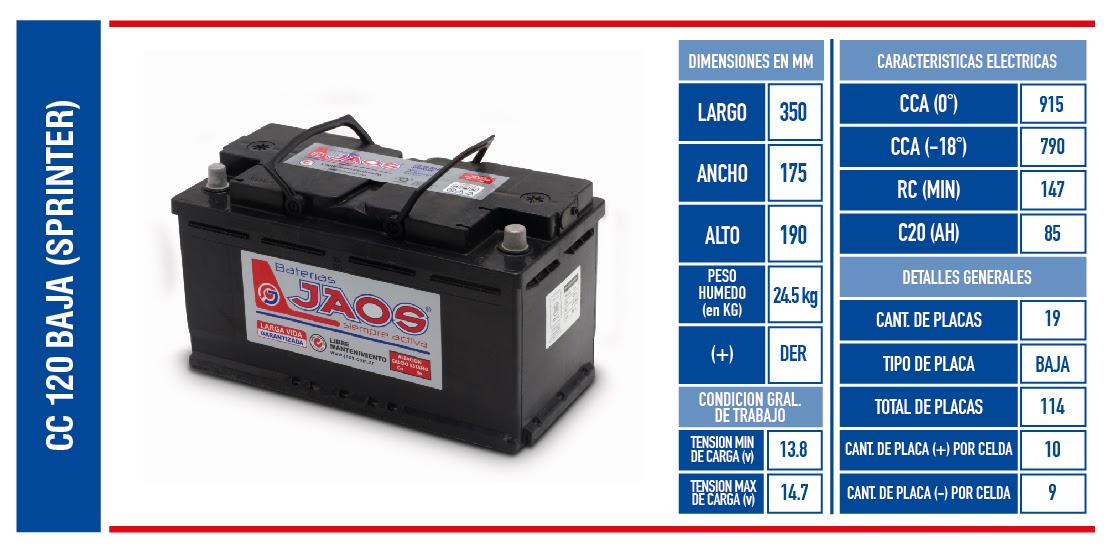 CC 120 BAJA (SPRINTER)
JAOS
Baterias
JAOS
siempre activa
LARGA VIDA
GARANTIZADA
LIBRE
MANTENIMIENTO
www.jaos.com.ar
DIMENSIONES EN MM
LARGO 350
ANCHO 175
ALTO 190
PESO
HUMEDO
(en KG)
24.5 kg
(+) DER
CONDICION GRAL.
DE TRABAJO
TENSION MIN
DE CARGA (v)
13.8
TENSION MAX
DE CARGA (v)
14.7
CARACTERISTICAS ELECTRICAS
CCA (0°) 915
CCA (-18°) 790
RC (MIN) 147
C20 (AH) 85
DETALLES GENERALES
CANT. DE PLACAS 19
TIPO DE PLACA BAJA
TOTAL DE PLACAS 114
CANT. DE PLACA (+) POR CELDA 10
CANT. DE PLACA (-) POR CELDA 9